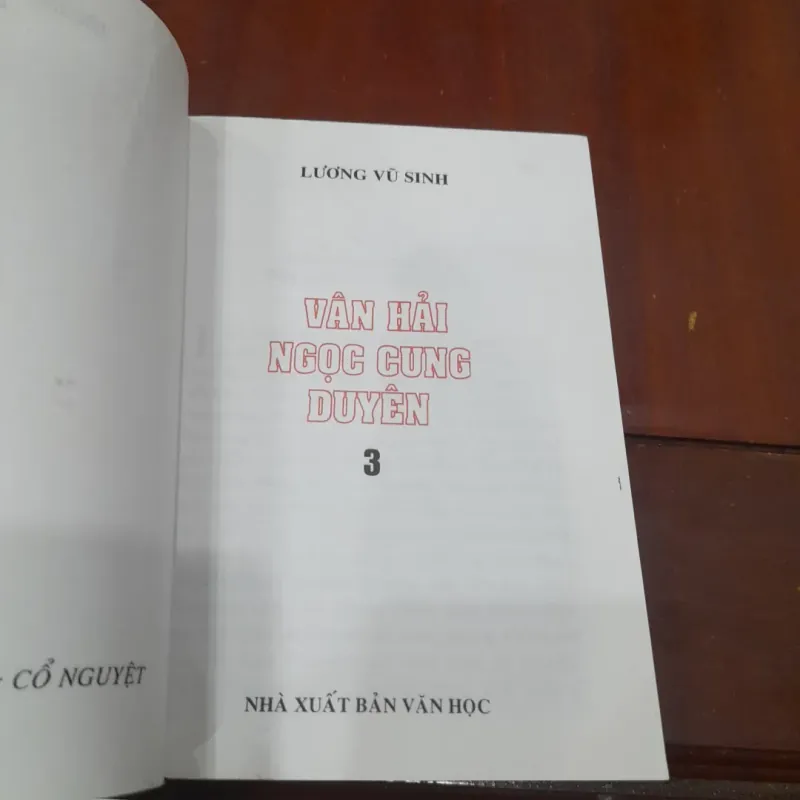 LƯƠNG VŨ SINH
VÂN HẢI
NGỌC CUNG
DUYÊN
3
- CỔ NGUYỆT
NHÀ XUẤT BẢN VĂN HỌC